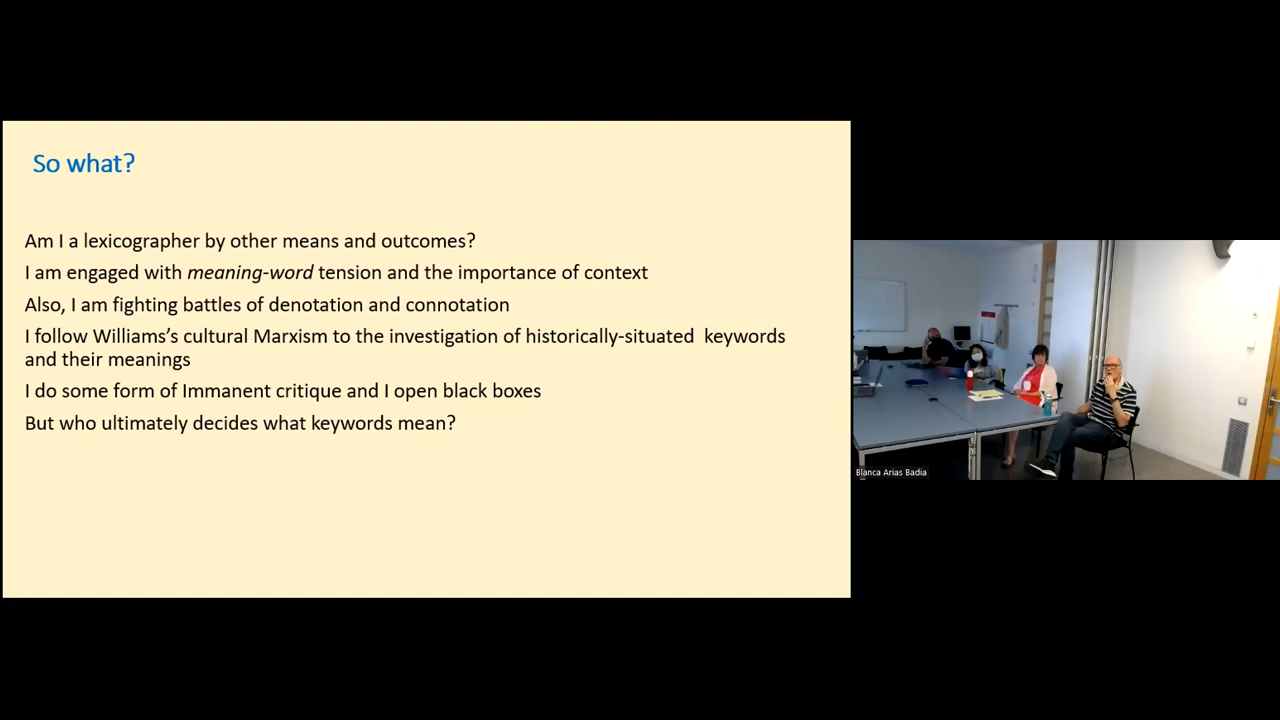 So what?
Am I a lexicographer by other means and outcomes?
I am engaged with meaning-word tension and the importance of context
Also, I am fighting battles of denotation and connotation
I follow Williams’s cultural Marxism to the investigation of historically-situated  keywords
and their meanings
I do some form of Immanent critique and I open black boxes
But who ultimately decides what keywords mean?
Blanca Arias Badia